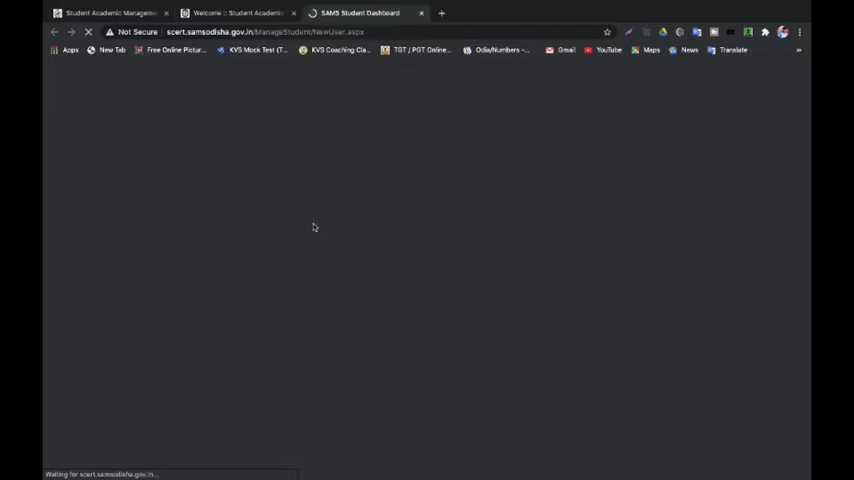 Student Academic Manageme
Welcome :: Student Academic
SAMS Student Dashboard
Not Secure
scert.samsodisha.gov.in/ManageStudent/NewUser.aspx
Apps
New Tab
Free Online Pictur...
KVS Mock Test (T...
KVS Coaching Cla...
TGT / PGT Online...
Odia/Numbers -...
Gmail
YouTube
Maps
News
Translate
»
Waiting for scert.samsodisha.gov.in...